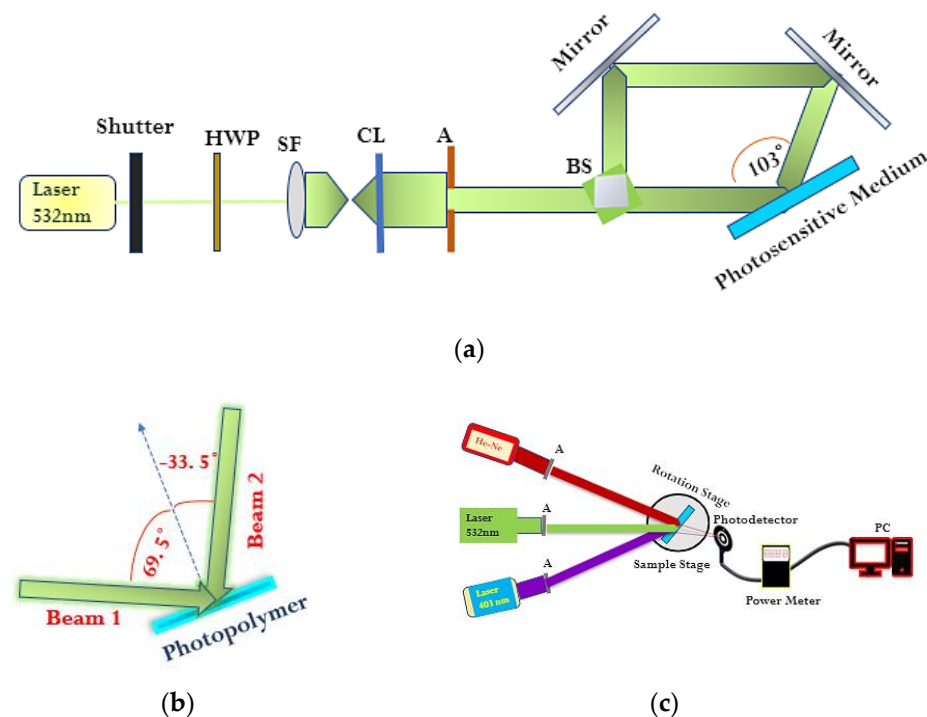 Mirror
Mirror
Shutter
HWP
SF
CL
A
Laser
532nm
BS
103°
Photosensitive Medium
(a)
-33.5°
69.5°
Beam 2
Beam 1
Photopolymer
(b)
He-Ne
A
Rotation Stage
Laser
532nm
A
Photodetector
PC
Sample Stage
A
Laser
403 nm
Power Meter
(c)